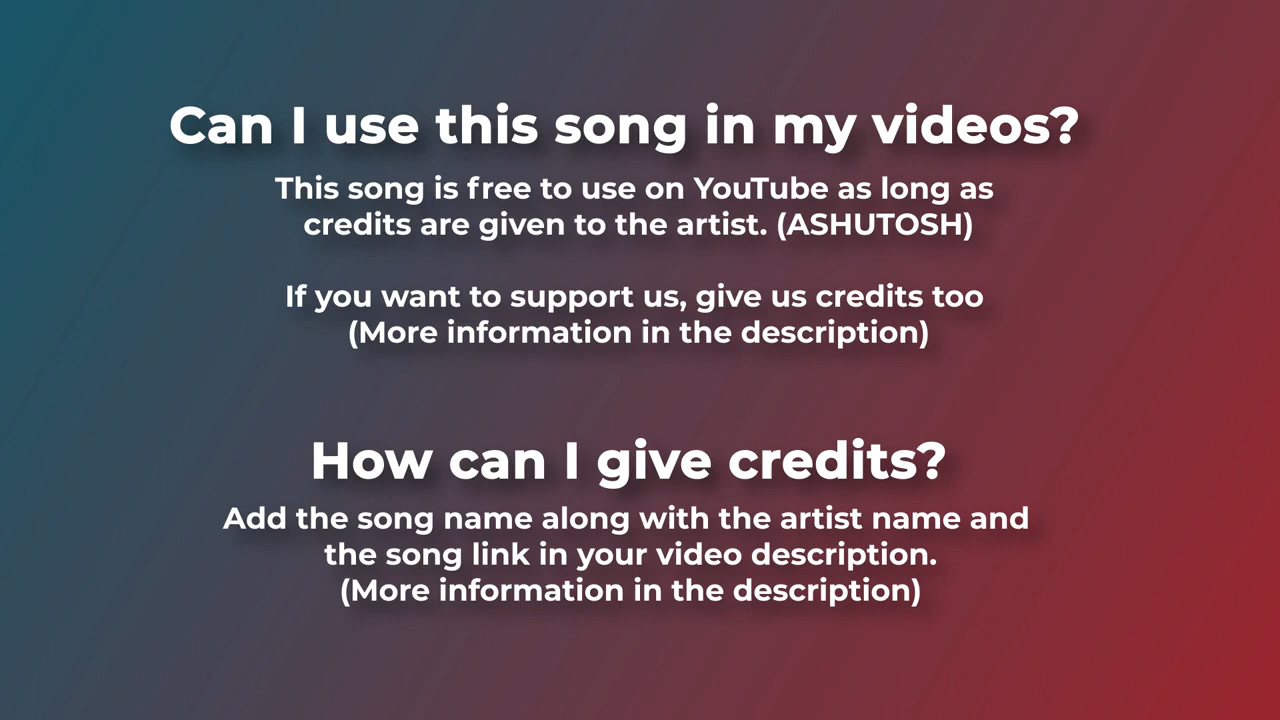 Can I use this song in my videos?
This song is free to use on YouTube as long as
credits are given to the artist. (ASHUTOSH)
If you want to support us, give us credits too
(More information in the description)
How can I give credits?
Add the song name along with the artist name and
the song link in your video description.
(More information in the description)